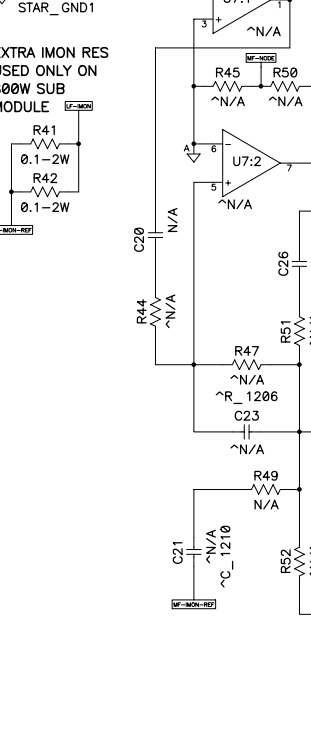 STAR_GND1
U7:1
3
+
1
^N/A
EXTRA IMON RES
USED ONLY ON
SUB
MODULE
LF-IMON
MF-NODE
R45
R50
^N/A
^N/A
R41
0.1-2W
R42
0.1-2W
IMON-REF
A
6
-
U7:2
7
5
+
^N/A
C20
N/A
C26
R44
^N/A
R51
R47
^N/A
^R_1206
C23
^N/A
R49
N/A
C21
^N/A
^C_1210
R52
MF-IMON-REF